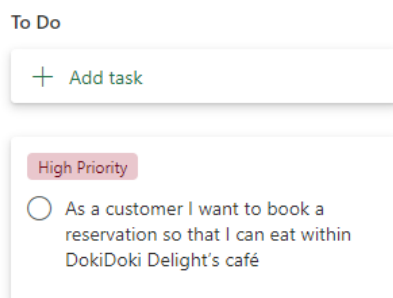 To Do
Add task
High Priority
As a customer I want to book a
reservation so that I can eat within
DokiDoki Delight's café